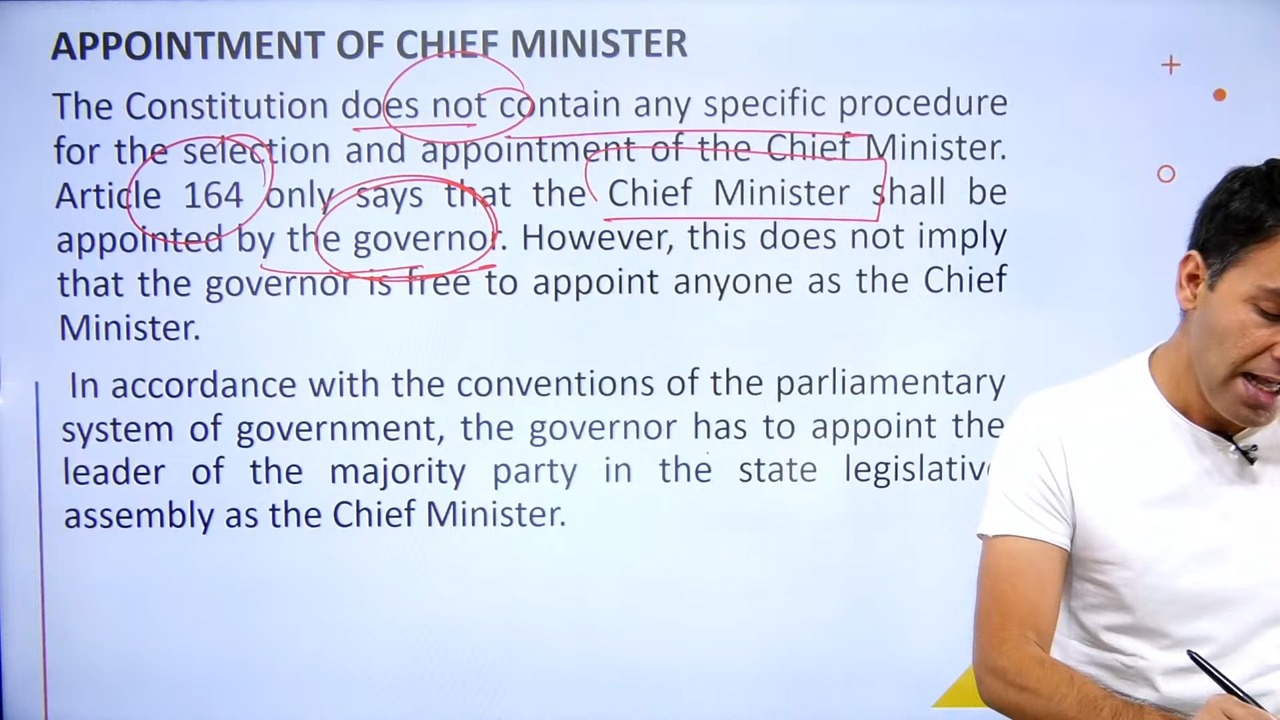 APPOINTMENT OF CHIEF MINISTER
The Constitution does not contain any specific procedure
for the selection and appointment of the Chief Minister.
Article 164 only says that the Chief Minister shall be
appointed by the governor. However, this does not imply
that the governor is free to appoint anyone as the Chief
Minister.
In accordance with the conventions of the parliamentary
system of government, the governor has to appoint the
leader of the majority party in the state legislativ
assembly as the Chief Minister.